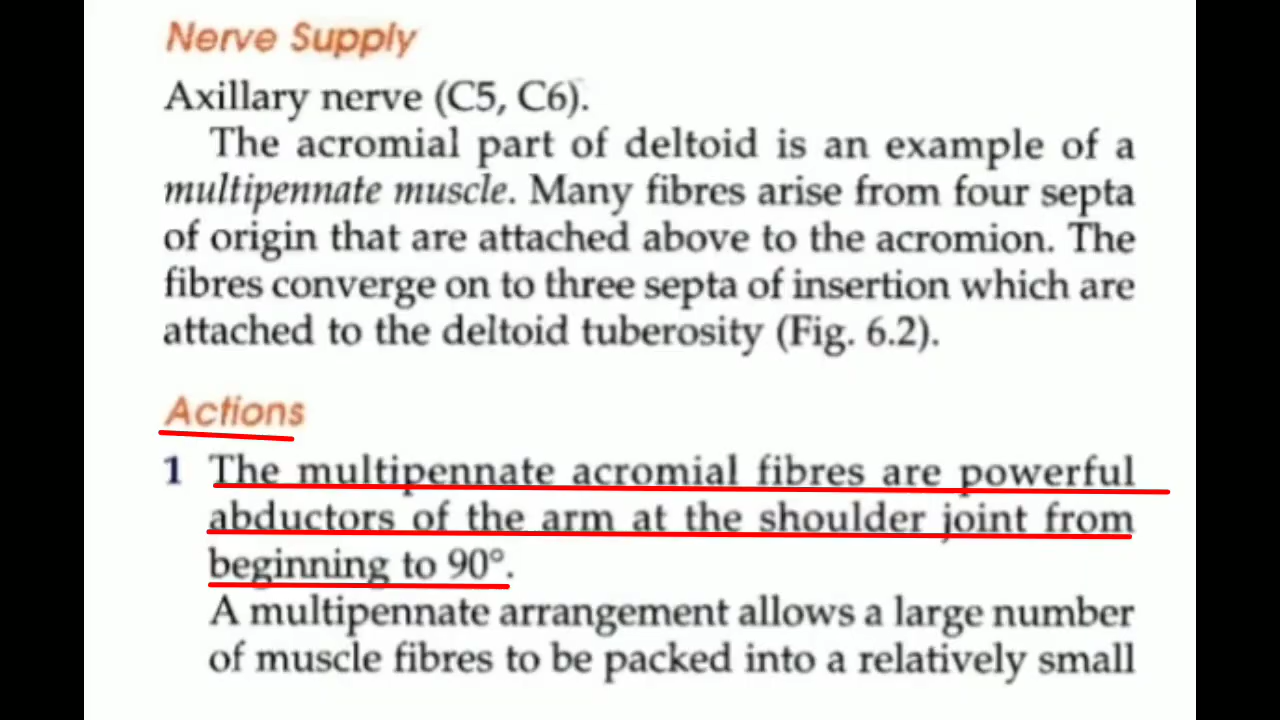 Nerve Supply
Axillary nerve (C5, C6).
The acromial part of deltoid is an example of a
multipennate muscle. Many fibres arise from four septa
of origin that are attached above to the acromion. The
fibres converge on to three septa of insertion which are
attached to the deltoid tuberosity (Fig. 6.2).
Actions
1 The multipennate acromial fibres are powerful
abductors of the arm at the shoulder joint from
beginning to 90°.
A multipennate arrangement allows a large number
of muscle fibres to be packed into a relatively small